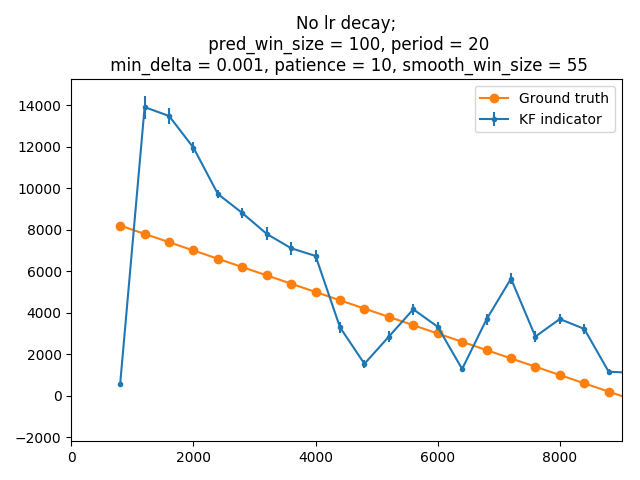 No lr decay;
pred_win_size = 100, period = 20
min_delta = 0.001, patience = 10, smooth_win_size = 55
Ground truth
KF indicator
14000
12000
10000
8000
6000
4000
2000
0
−2000
0
2000
4000
6000
8000